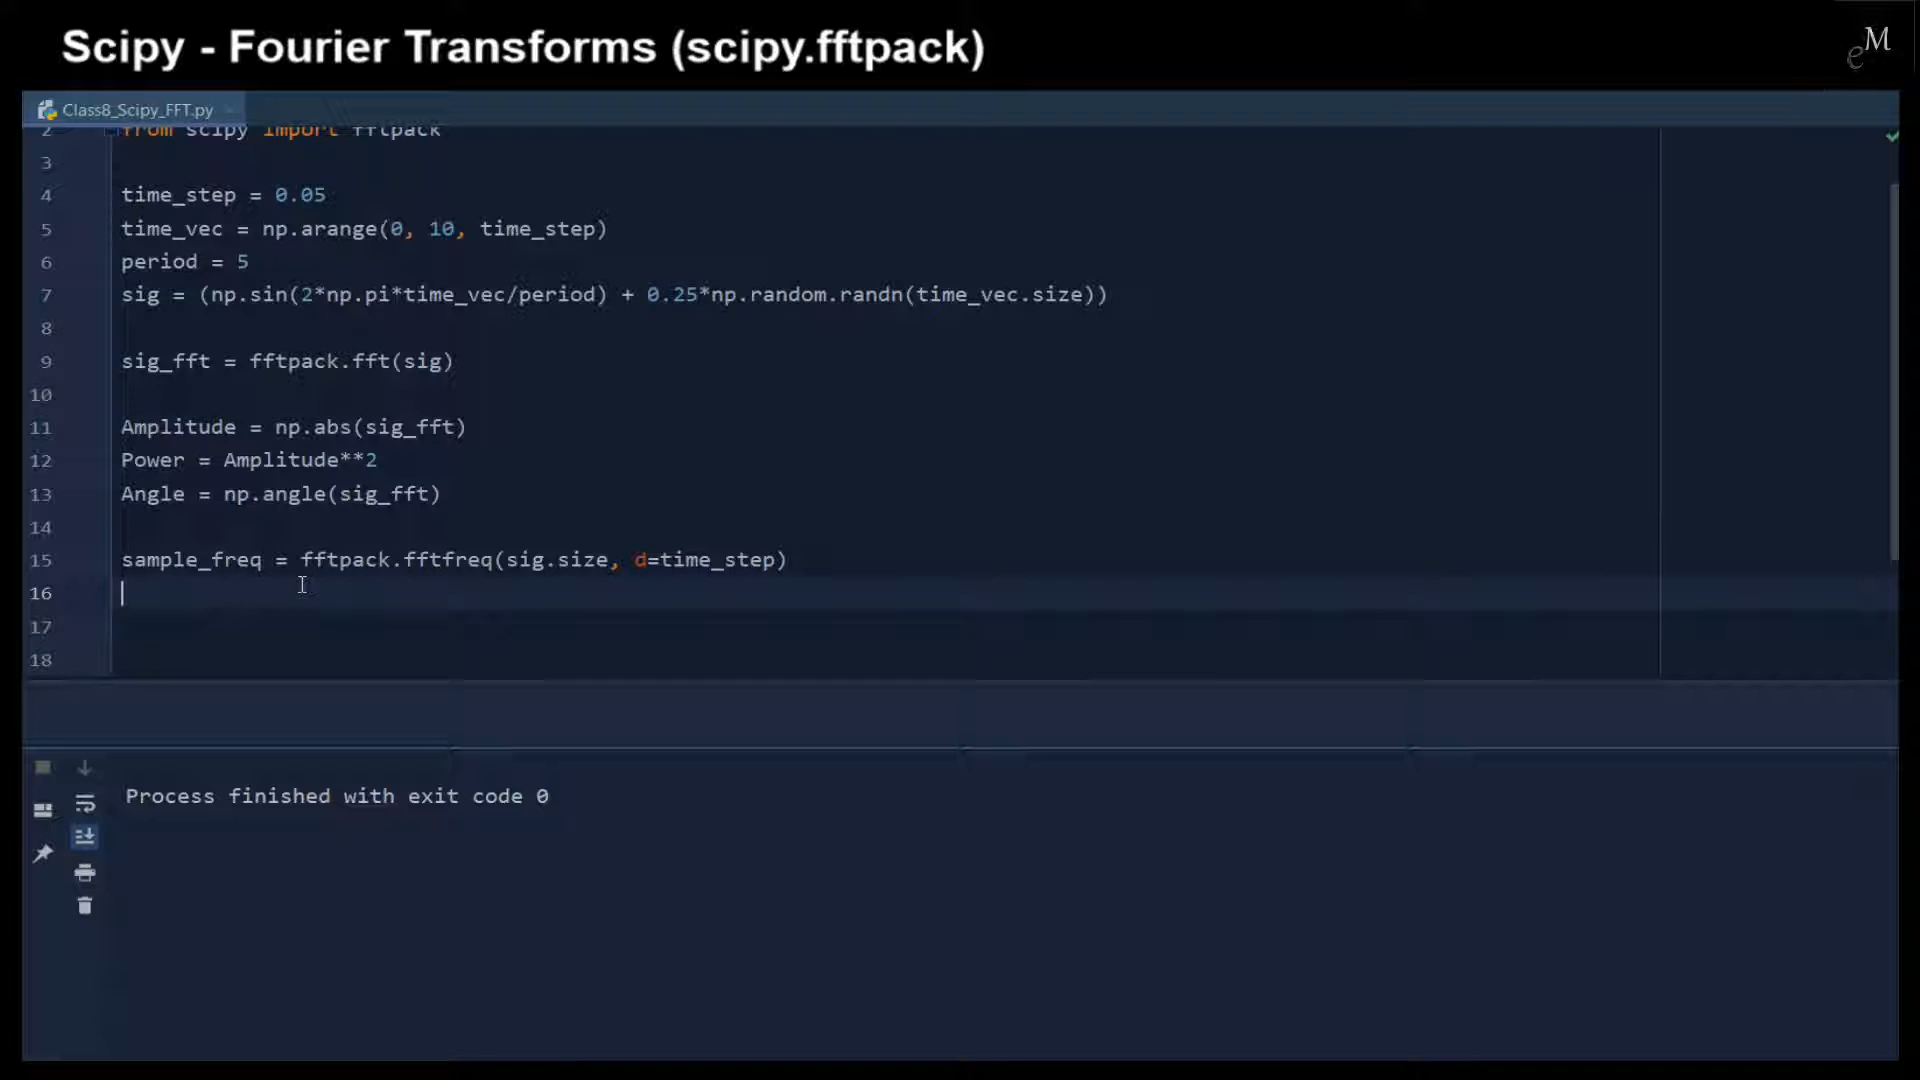 Scipy - Fourier Transforms (scipy.fftpack)
eM
Class8_Scipy_FFT.py
2 from scipy import fftpack
3
4 time_step = 0.05
5 time_vec = np.arange(0, 10, time_step)
6 period = 5
7 sig = (np.sin(2*np.pi*time_vec/period) + 0.25*np.random.randn(time_vec.size))
8
9 sig_fft = fftpack.fft(sig)
10
11 Amplitude = np.abs(sig_fft)
12 Power = Amplitude**2
13 Angle = np.angle(sig_fft)
14
15 sample_freq = fftpack.fftfreq(sig.size, d=time_step)
16
17
18
Process finished with exit code 0